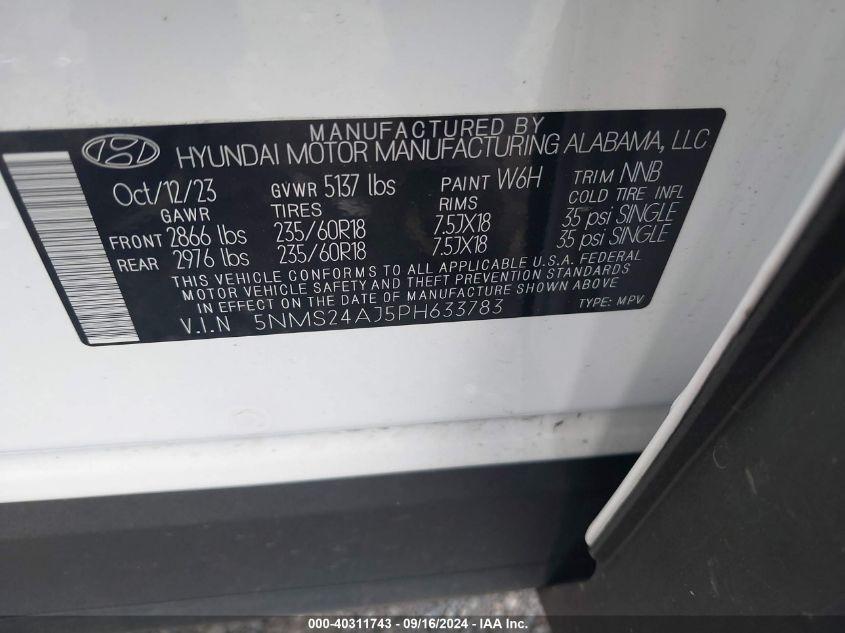 MANUFACTURED BY
HYUNDAI MOTOR MANUFACTURING ALABAMA, LLC
Oct/12/23 GVWR 5137 lbs PAINT W6H TRIM NNB
GAWR TIRES RIMS COLD TIRE INFL
FRONT 2866 lbs 235/60R18 7.5JX18 35 psi SINGLE
REAR 2976 lbs 235/60R18 7.5JX18 35 psi SINGLE
THIS VEHICLE CONFORMS TO ALL APPLICABLE U.S.A. FEDERAL
MOTOR VEHICLE SAFETY AND THEFT PREVENTION STANDARDS
IN EFFECT ON THE DATE OF MANUFACTURE SHOWN ABOVE
V.I.N 5NMS24AJ5PH633783 TYPE: MPV
000-40311743 - 09/16/2024 - IAA Inc.